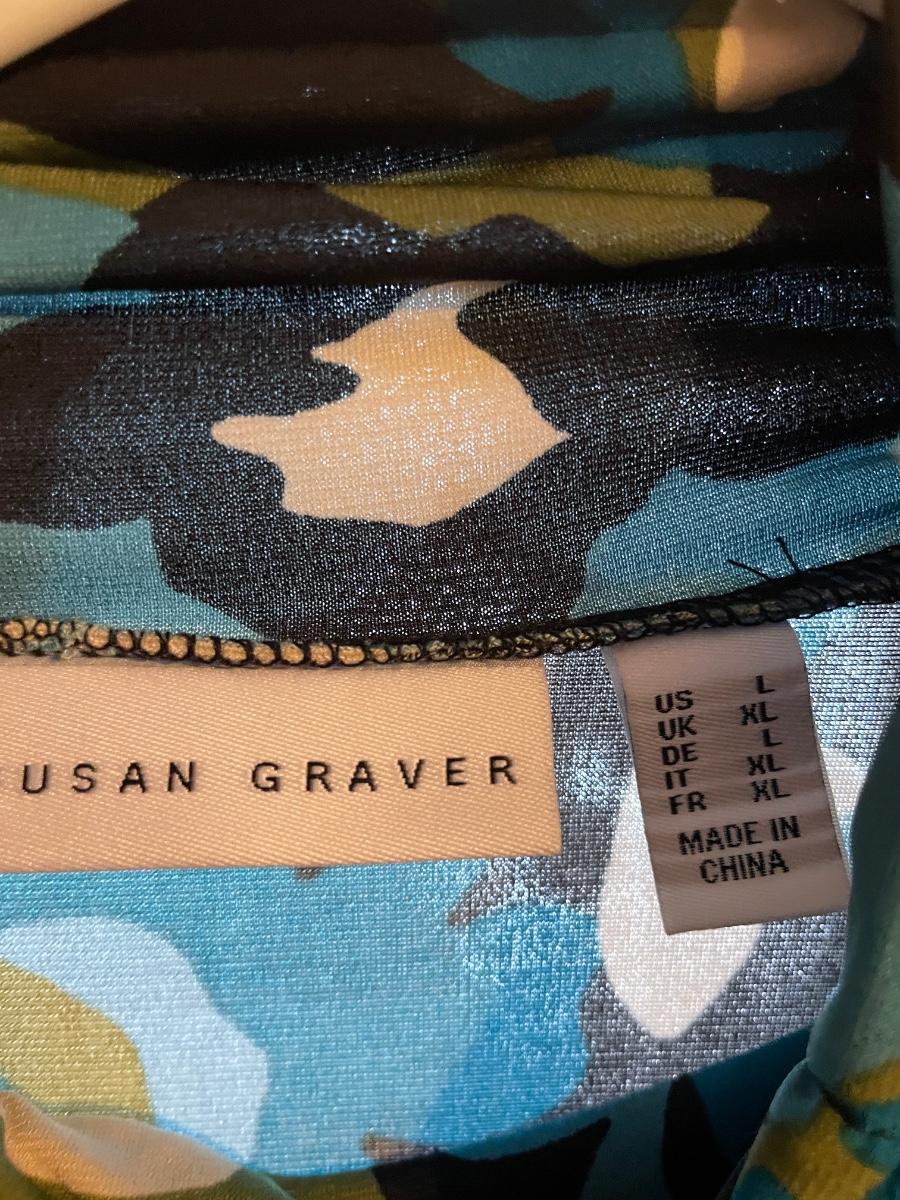 USAN GRAVER
US L
UK XL
DE L
IT XL
FR XL
MADE IN
CHINA